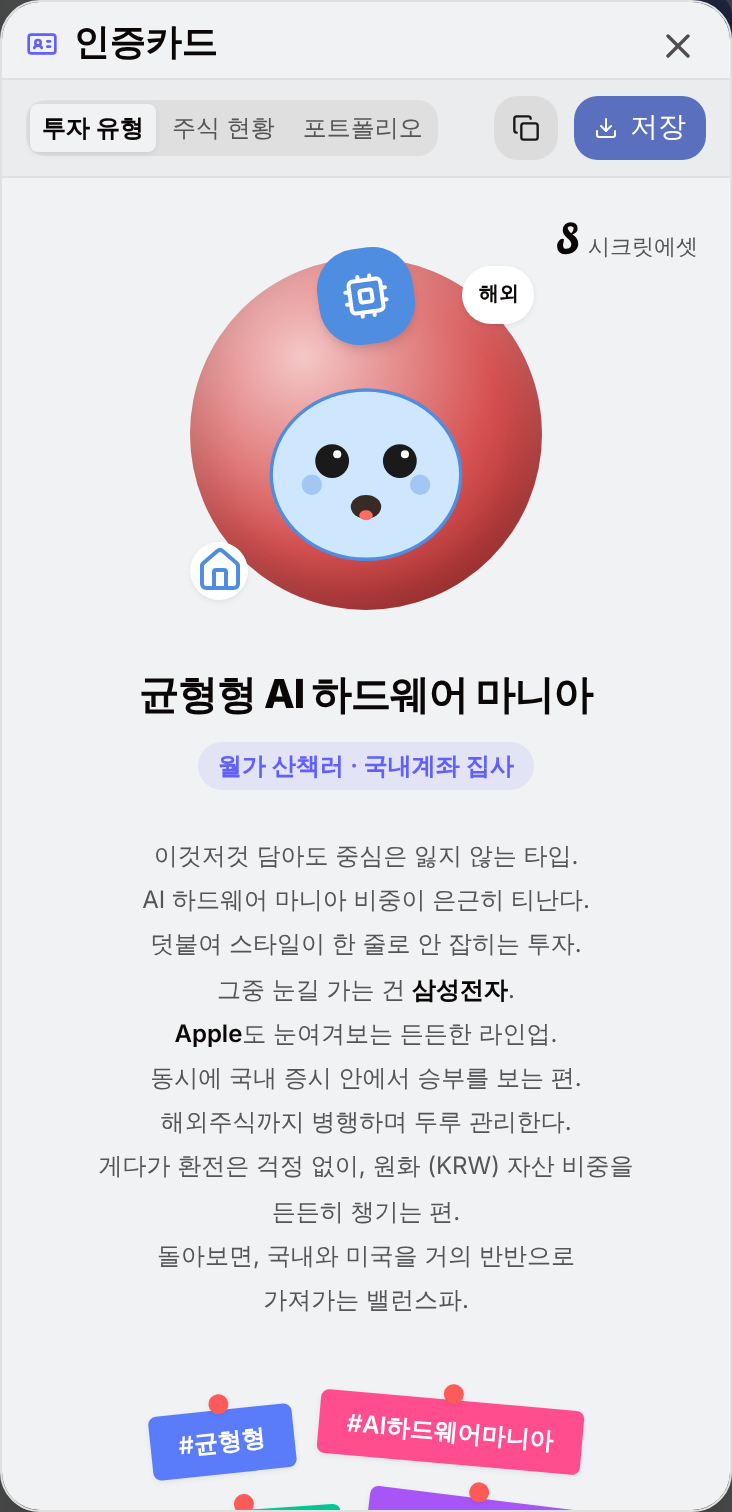 인증카드
투자 유형 주식 현황 포트폴리오 저장
시크릿에셋
해외
균형형 AI 하드웨어 마니아
월가 산책러 · 국내계좌 집사
이것저것 담아도 중심은 잃지 않는 타입.
AI 하드웨어 마니아 비중이 은근히 티난다.
덧붙여 스타일이 한 줄로 안 잡히는 투자.
그중 눈길 가는 건 삼성전자.
Apple도 눈여겨보는 든든한 라인업.
동시에 국내 증시 안에서 승부를 보는 편.
해외주식까지 병행하며 두루 관리한다.
게다가 환전은 걱정 없이, 원화 (KRW) 자산 비중을
든든히 챙기는 편.
돌아보면, 국내와 미국을 거의 반반으로
가져가는 밸런스파.
#균형형
#AI하드웨어마니아